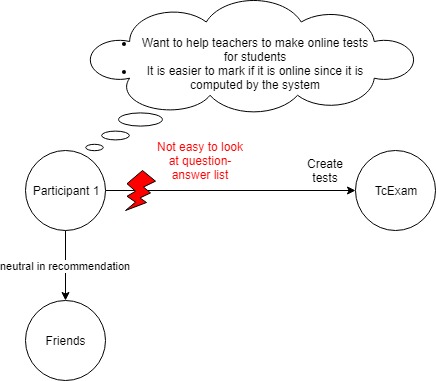 • Want to help teachers to make online tests
for students
• It is easier to mark if it is online since it is
computed by the system
Not easy to look
at question-
answer list
Create
tests
Participant 1
TcExam
neutral in recommendation
Friends